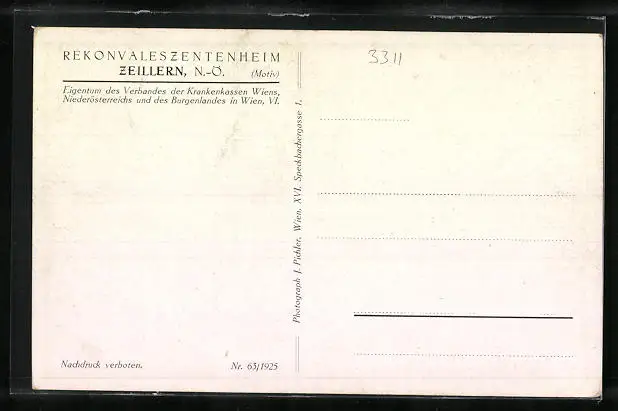 REKONVALESZENTENHEIM
ZEILLERN, N.-Ö. (Motiv)
Eigentum des Verbandes der Krankenkassen Wiens,
Niederösterreichs und des Burgenlandes in Wien, VI.
Nachdruck verboten. Nr. 63/1925
Photograph J. Pichler, Wien, XVI. Speckbachergasse 1.
3311